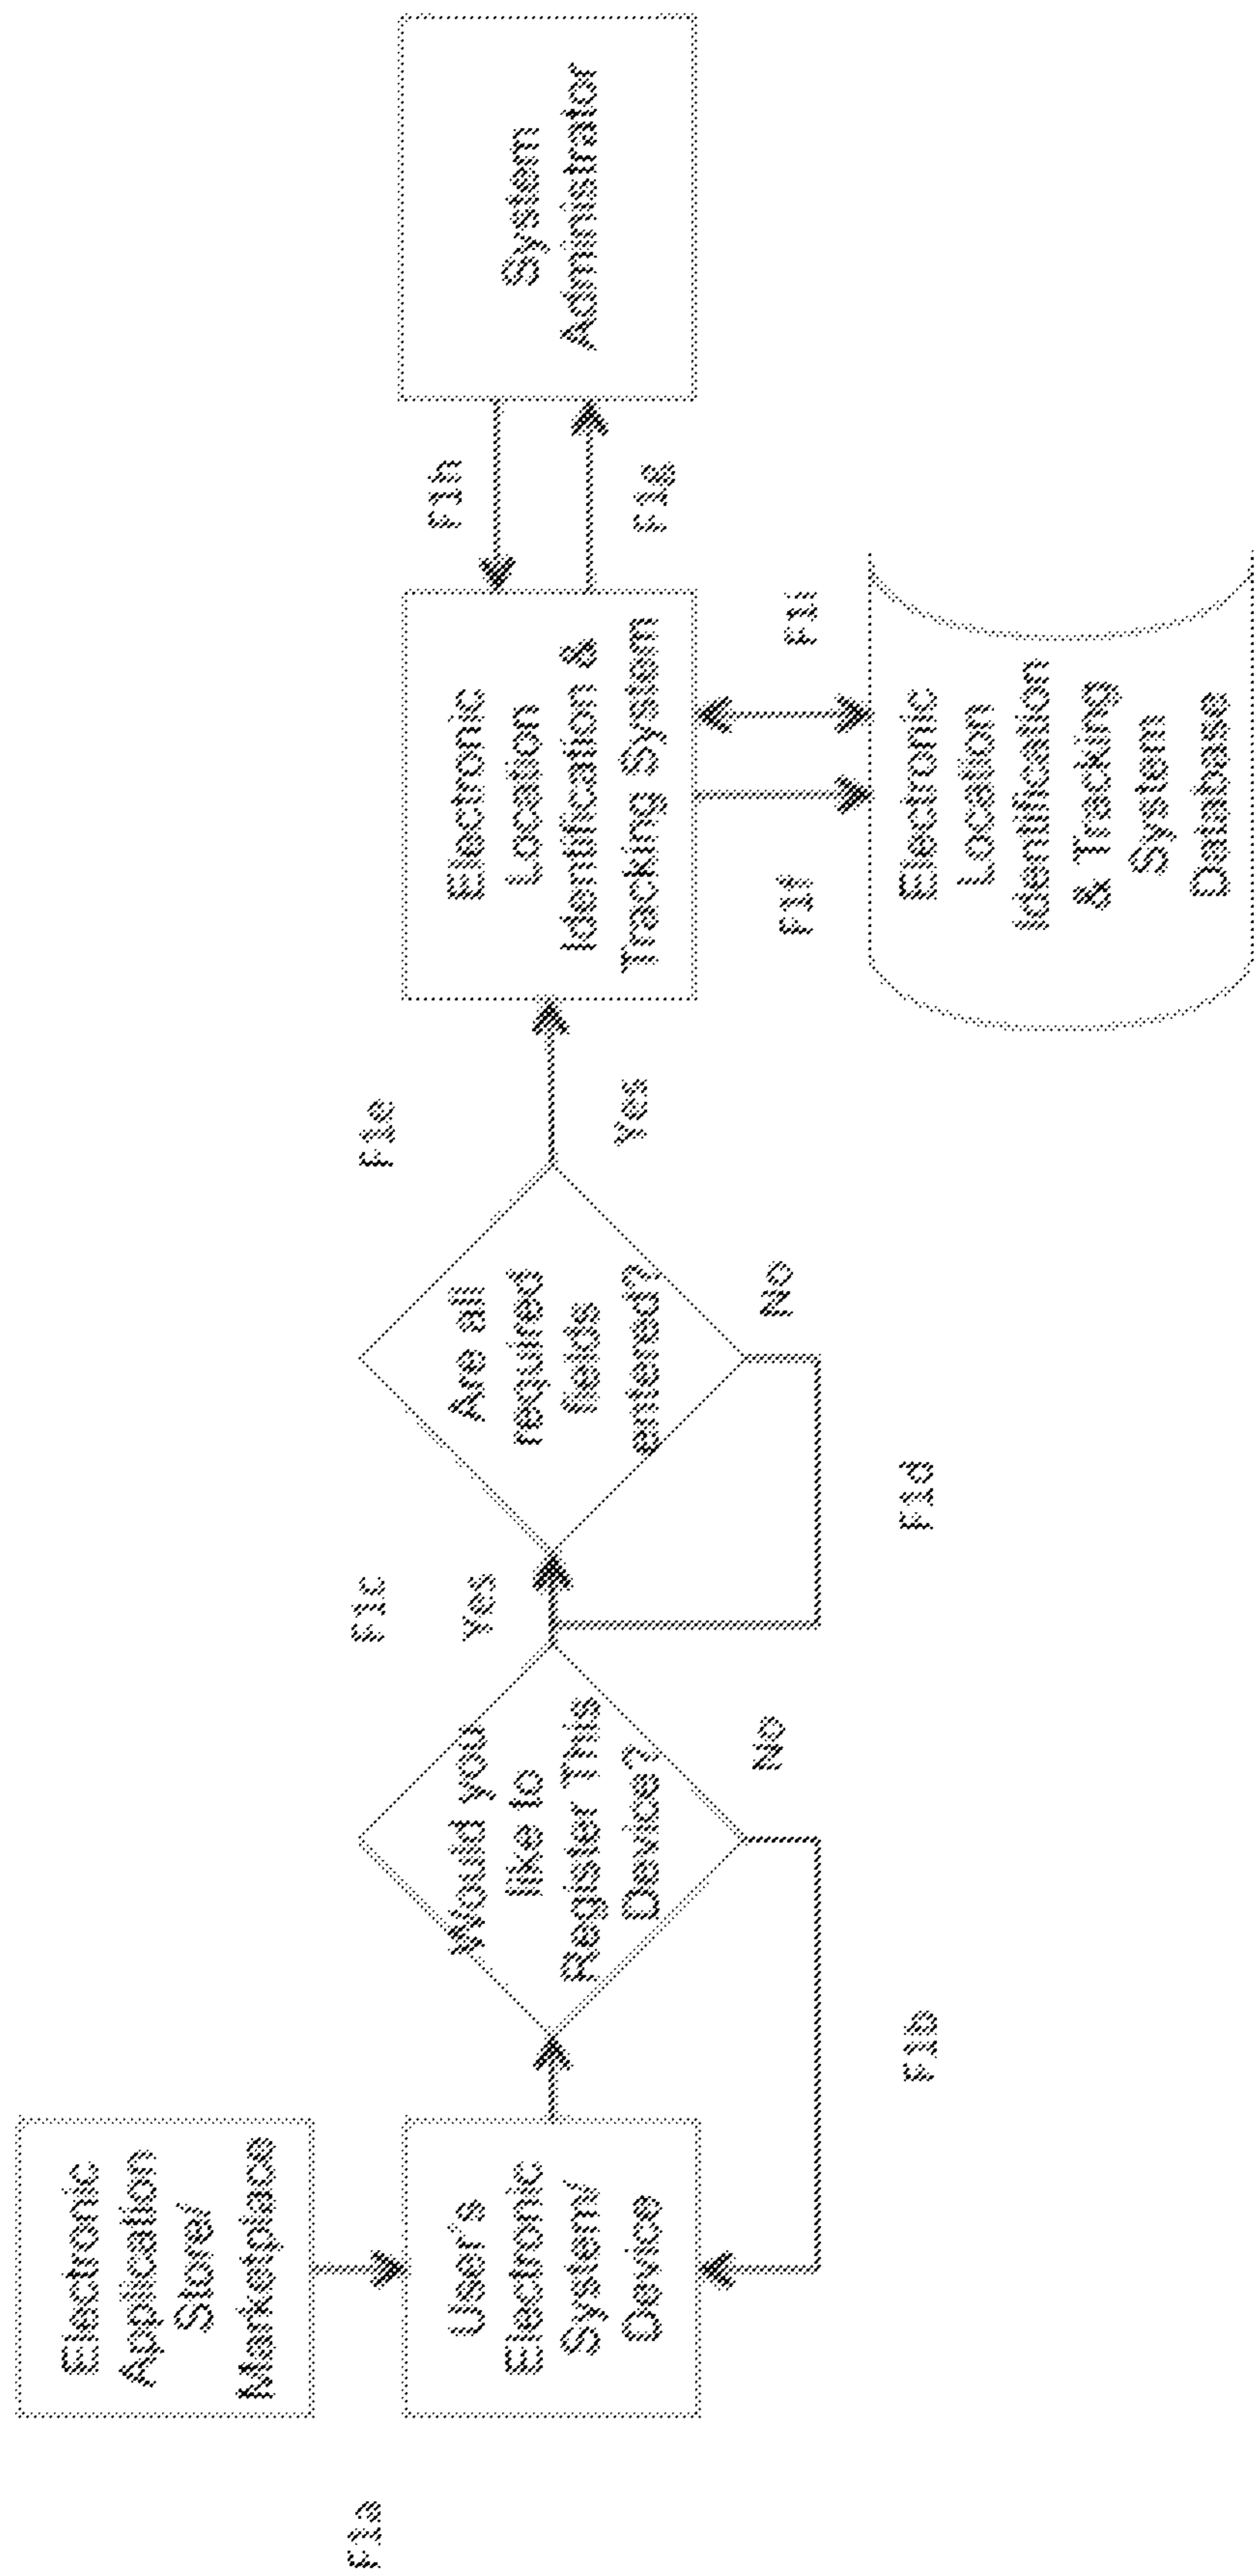 F1a
Electronic
Application
Store/
Marketplace
User's
Electronic
System/
Device
F1b
No
Would you
like to
Register This
Device?
F1c
yes
F1d
No
Are all
required
fields
entered?
F1e
Yes
Electronic
Location
Identification &
Tracking System
F1f
F1i
Electronic
Location
Identification
& Tracking
System
Database
F1h
F1g
System
Administrator